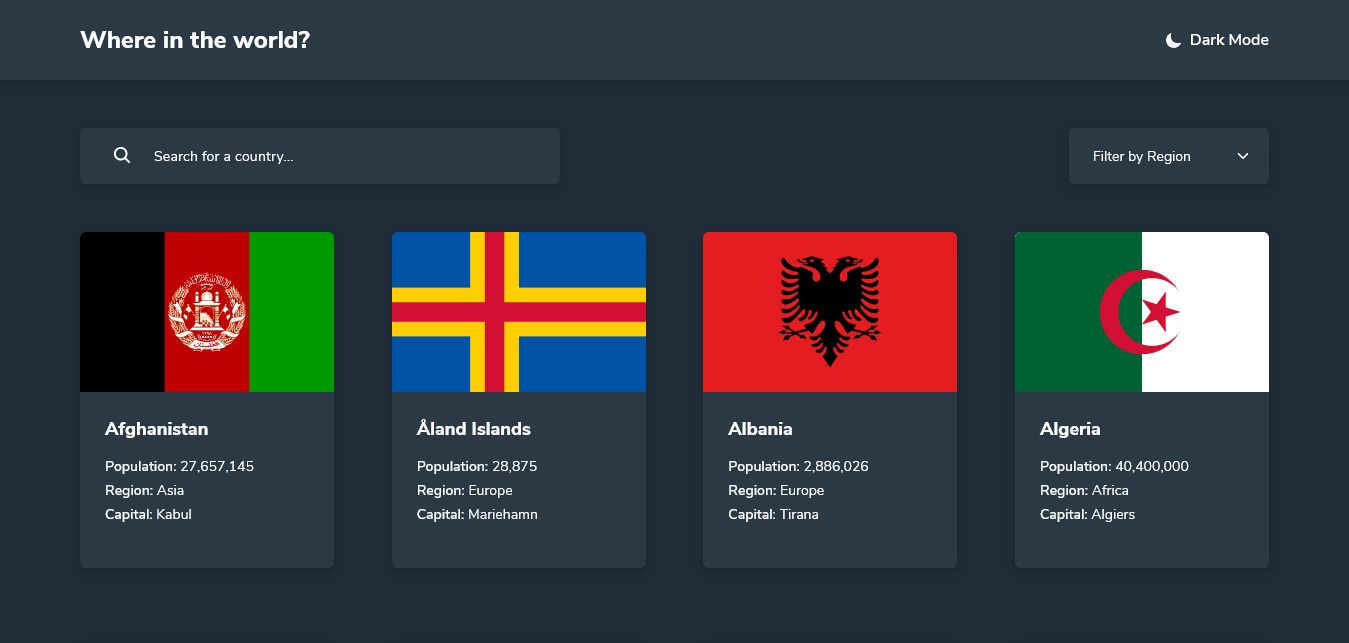 Where in the world?
Dark Mode
Search for a country...
Filter by Region
Afghanistan
Population: 27,657,145
Region: Asia
Capital: Kabul
Åland Islands
Population: 28,875
Region: Europe
Capital: Mariehamn
Albania
Population: 2,886,026
Region: Europe
Capital: Tirana
Algeria
Population: 40,400,000
Region: Africa
Capital: Algiers